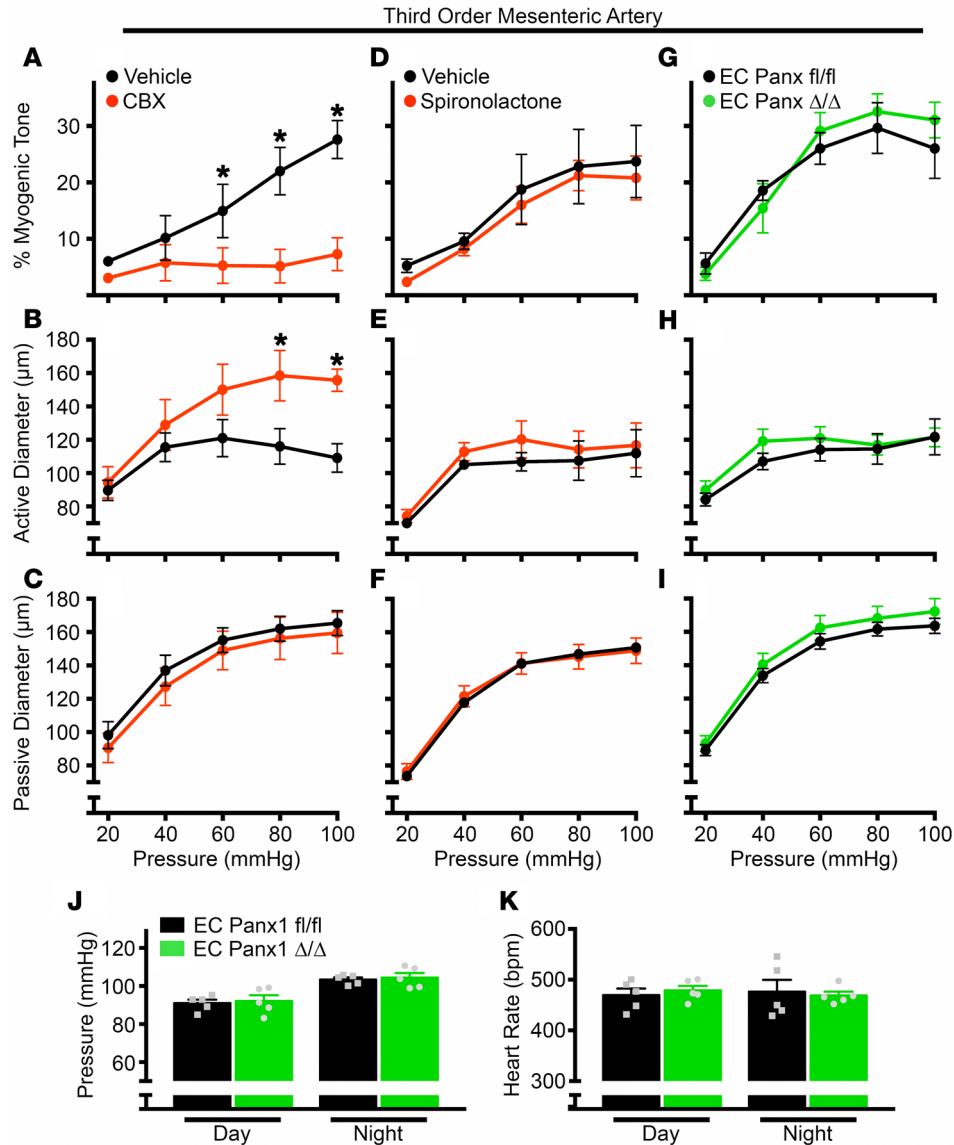 Third Order Mesenteric Artery
A
Vehicle
CBX
% Myogenic Tone
30
20
10
*
*
*
D
Vehicle
Spironolactone
G
EC Panx fl/fl
EC Panx Δ/Δ
B
Active Diameter (µm)
180
160
140
120
100
80
*
*
E
H
C
Passive Diameter (µm)
180
160
140
120
100
80
20 40 60 80 100
Pressure (mmHg)
F
20 40 60 80 100
Pressure (mmHg)
I
20 40 60 80 100
Pressure (mmHg)
J
EC Panx1 fl/fl
EC Panx1 Δ/Δ
Pressure (mmHg)
120
100
80
60
Day
Night
K
Heart Rate (bpm)
600
500
400
300
Day
Night